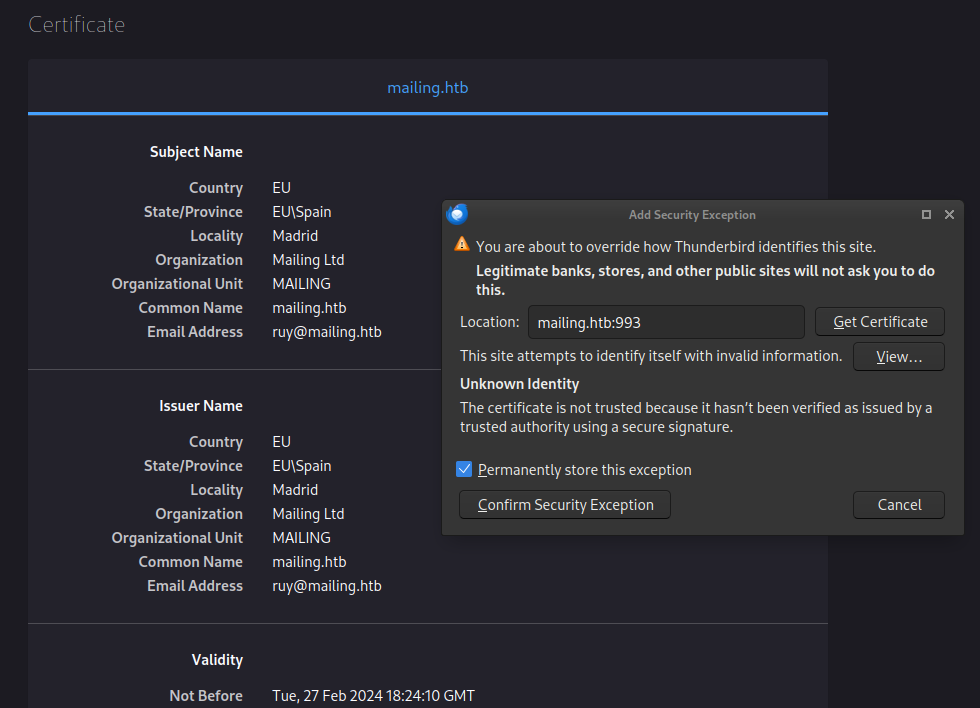 Certificate
mailing.htb
Subject Name
Country EU
State/Province EU\Spain
Locality Madrid
Organization Mailing Ltd
Organizational Unit MAILING
Common Name mailing.htb
Email Address ruy@mailing.htb
Issuer Name
Country EU
State/Province EU\Spain
Locality Madrid
Organization Mailing Ltd
Organizational Unit MAILING
Common Name mailing.htb
Email Address ruy@mailing.htb
Validity
Not Before Tue, 27 Feb 2024 18:24:10 GMT
Add Security Exception
You are about to override how Thunderbird identifies this site.
Legitimate banks, stores, and other public sites will not ask you to do
this.
Location: mailing.htb:993 Get Certificate
This site attempts to identify itself with invalid information. View…
Unknown Identity
The certificate is not trusted because it hasn’t been verified as issued by a
trusted authority using a secure signature.
Permanently store this exception
Confirm Security Exception Cancel